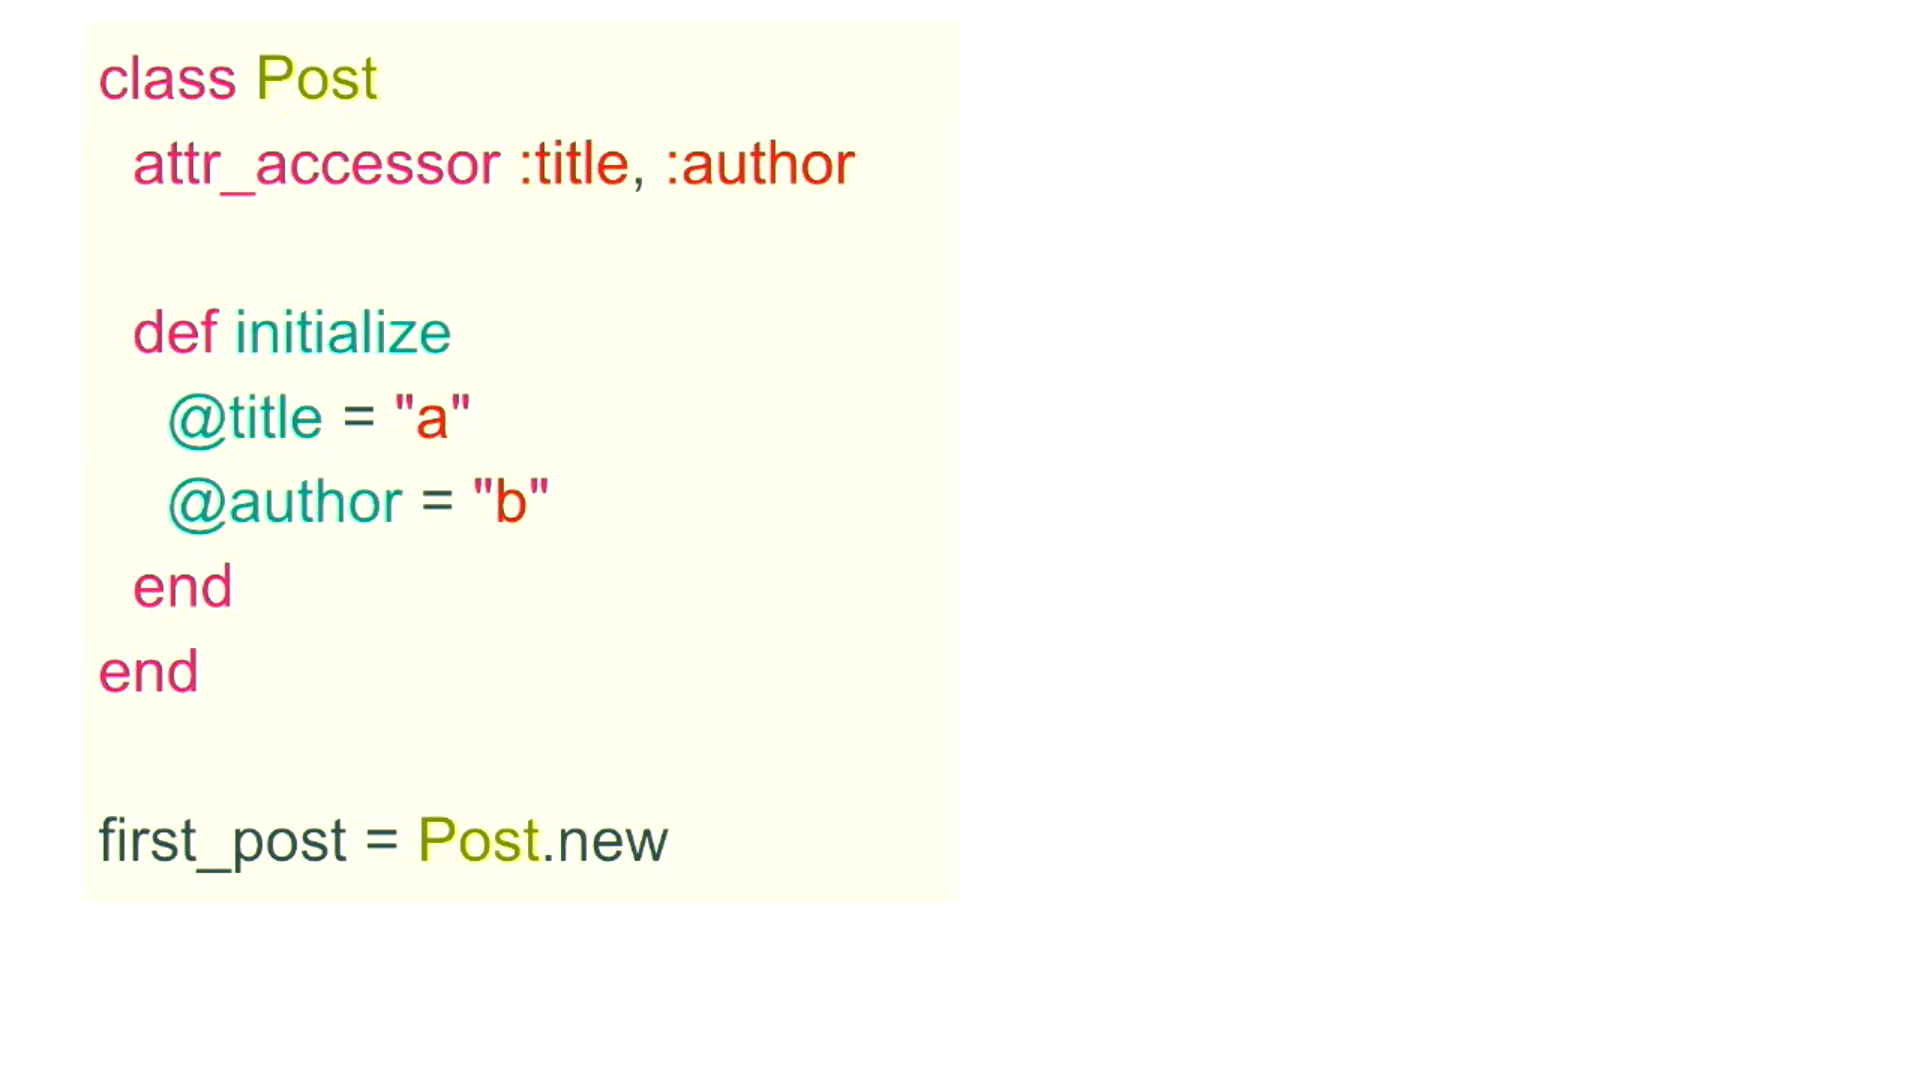 class Post
  attr_accessor :title, :author

  def initialize
    @title = "a"
    @author = "b"
  end
end

first_post = Post.new